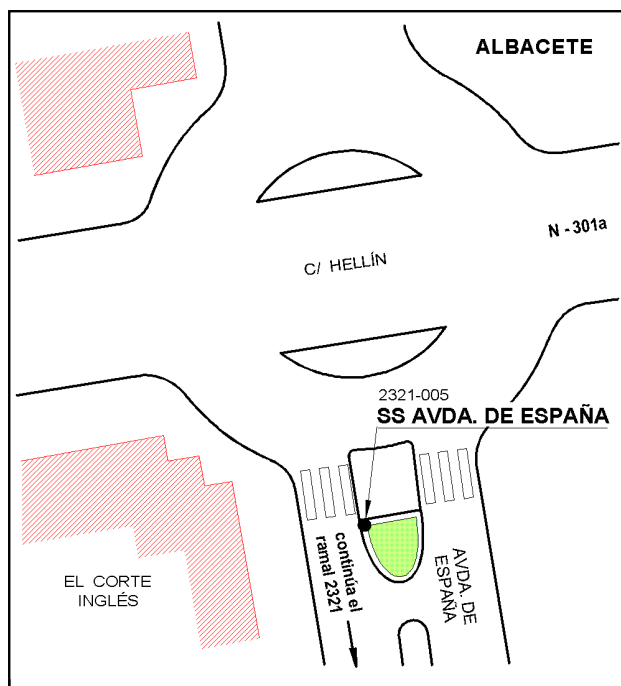 ALBACETE
N - 301a
C/ HELLÍN
2321-005
SS AVDA. DE ESPAÑA
continúa el
ramal 2321
AVDA. DE
ESPAÑA
EL CORTE
INGLÉS